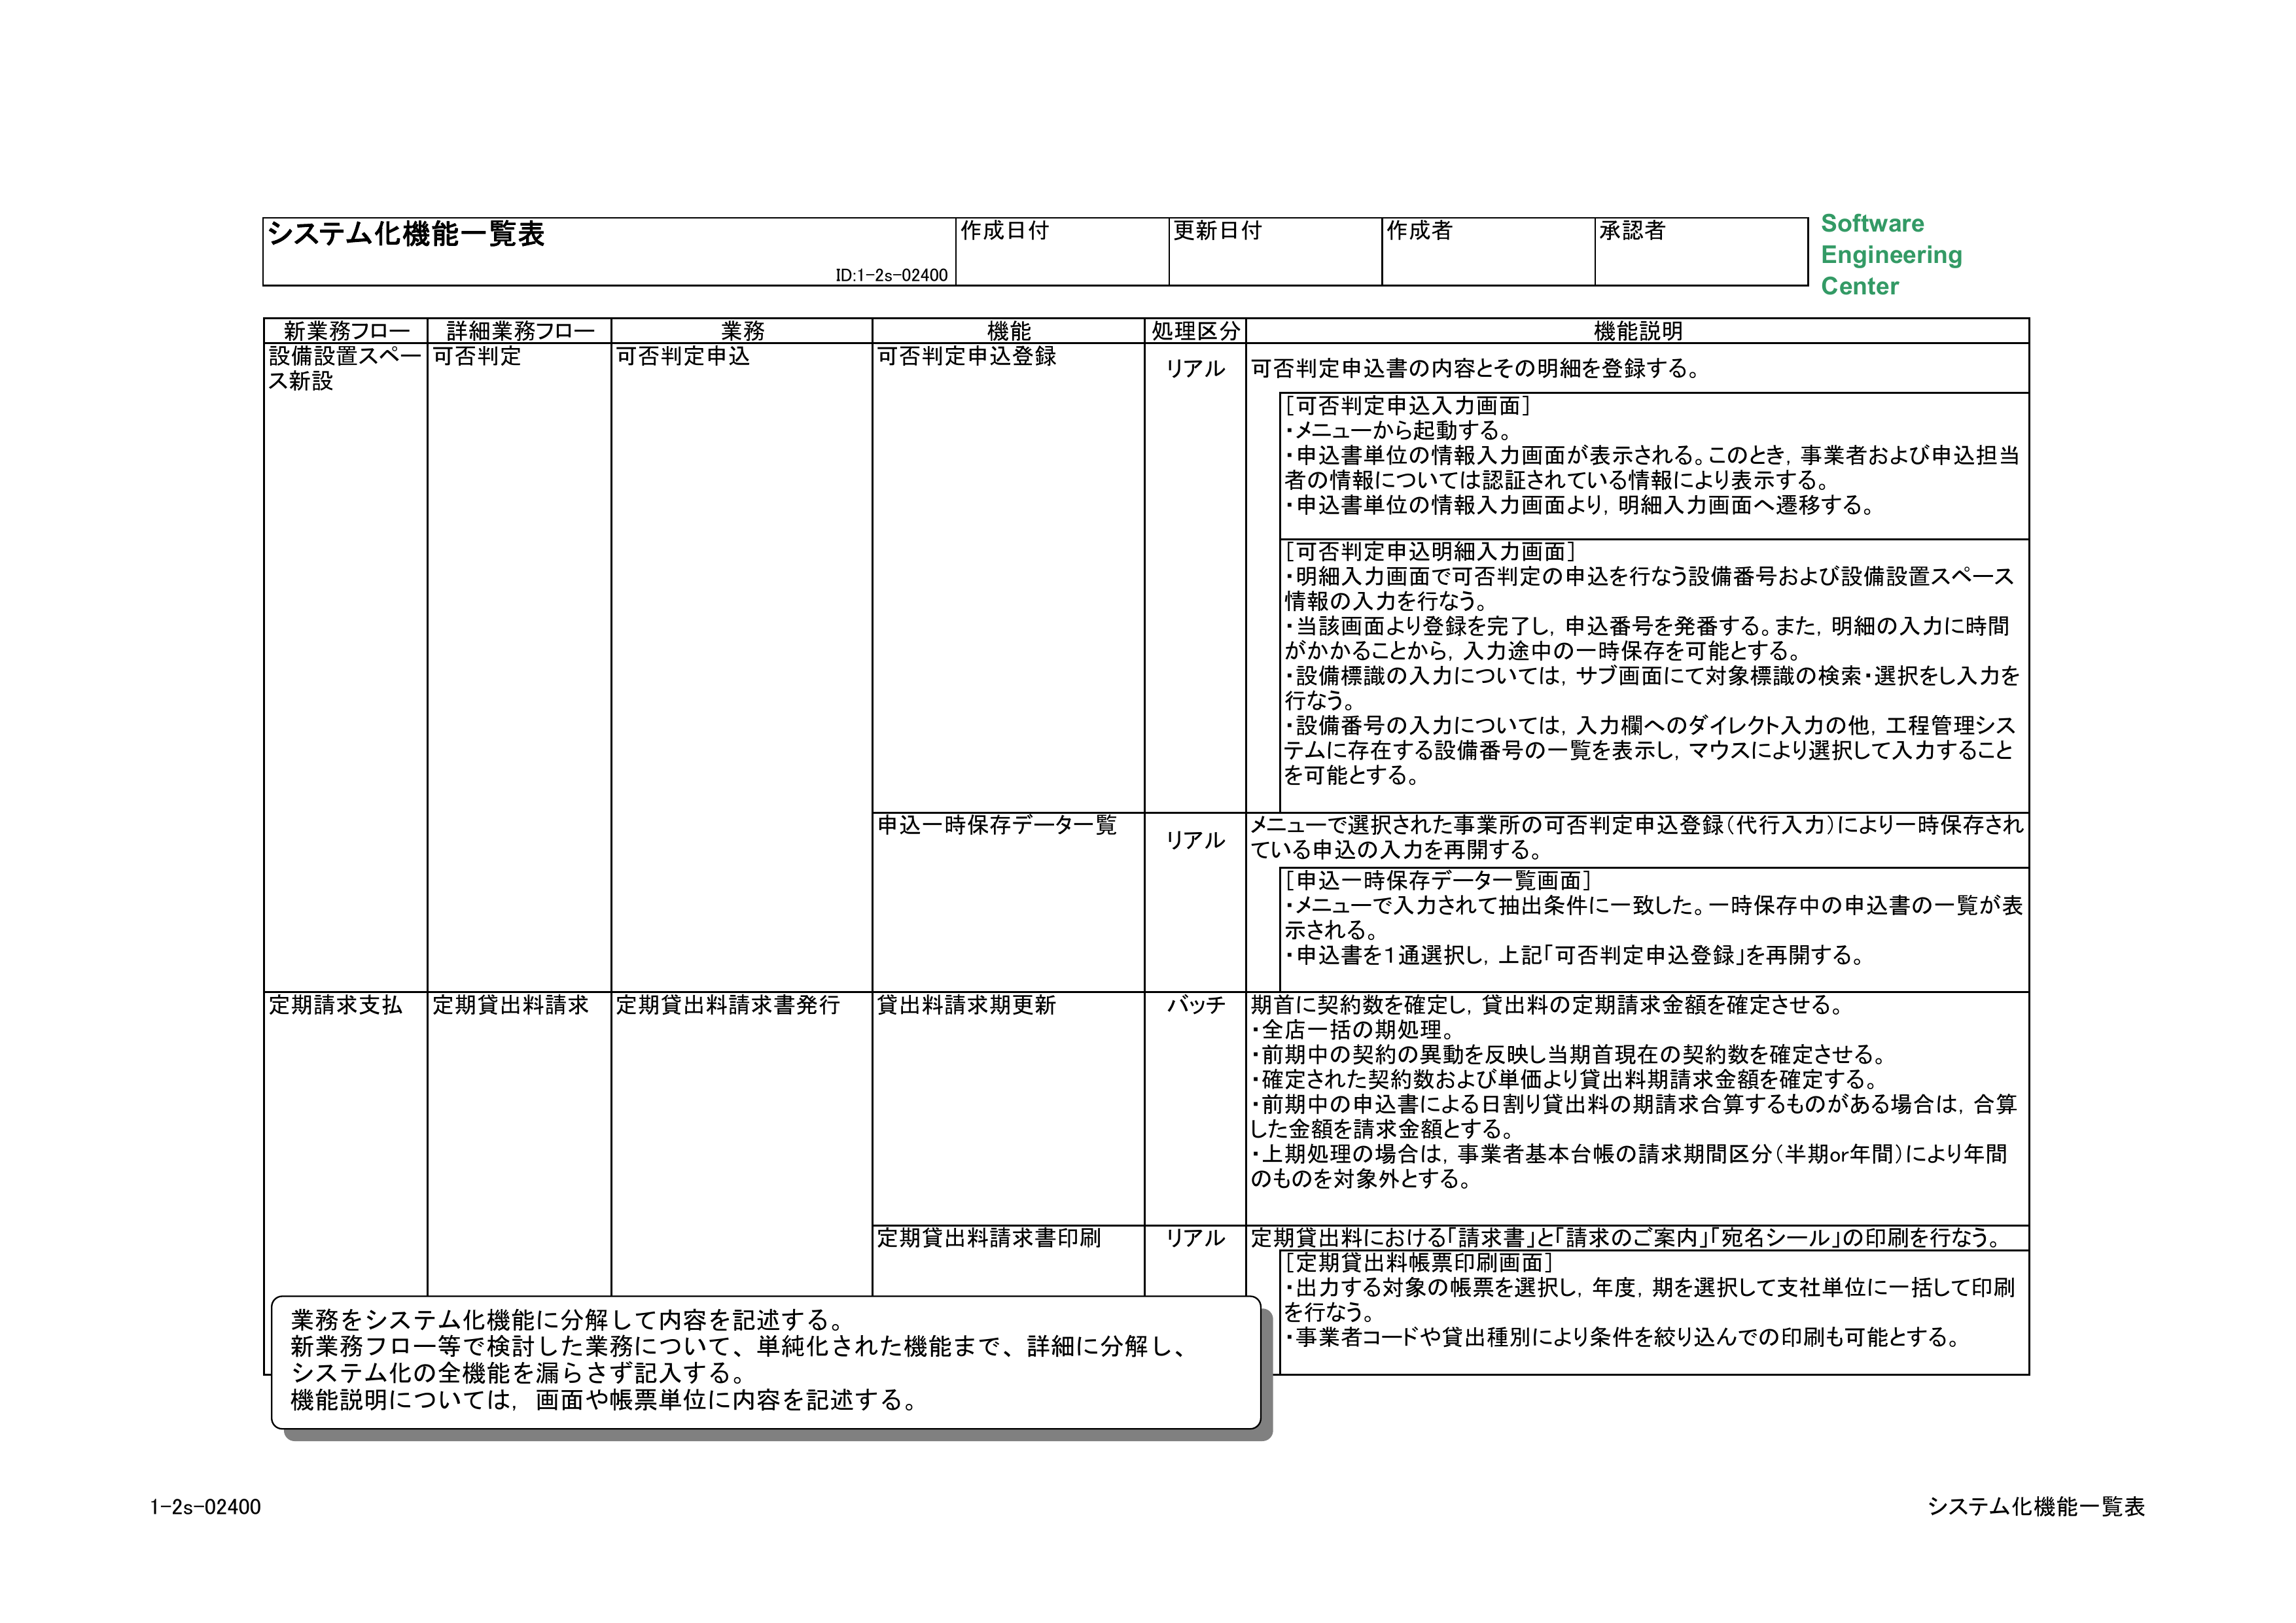 システム化機能一覧表
ID:1-2s-02400
作成日付
更新日付
作成者
承認者
Software
Engineering
Center
新業務フロー
詳細業務フロー
業務
機能
処理区分
機能説明
設備設置スペー
ス新設
可否判定
可否判定申込
可否判定申込登録
リアル
可否判定申込書の内容とその明細を登録する。
[可否判定申込入力画面]
・メニューから起動する。
・申込書単位の情報入力画面が表示される。このとき, 事業者および申込担当
者の情報については認証されている情報により表示する。
・申込書単位の情報入力画面より, 明細入力画面へ遷移する。
[可否判定申込明細入力画面]
・明細入力画面で可否判定の申込を行なう設備番号および設備設置スペース
情報の入力を行なう。
・当該画面より登録を完了し, 申込番号を発番する。また, 明細の入力に時間
がかかることから, 入力途中の一時保存を可能とする。
・設備標識の入力については, サブ画面にて対象標識の検索・選択をし入力を
行なう。
・設備番号の入力については, 入力欄へのダイレクト入力の他, 工程管理シス
テムに存在する設備番号の一覧を表示し, マウスにより選択して入力すること
を可能とする。
申込一時保存データ一覧
リアル
メニューで選択された事業所の可否判定申込登録(代行入力)により一時保存され
ている申込の入力を再開する。
[申込一時保存データ一覧画面]
・メニューで入力されて抽出条件に一致した。一時保存中の申込書の一覧が表
示される。
・申込書を1通選択し, 上記「可否判定申込登録」を再開する。
定期請求支払
定期貸出料請求
定期貸出料請求書発行
貸出料請求期更新
バッチ
期首に契約数を確定し, 貸出料の定期請求金額を確定させる。
・全店一括の期処理。
・前期中の契約の異動を反映し当期首現在の契約数を確定させる。
・確定された契約数および単価より貸出料期請求金額を確定する。
・前期中の申込書による日割り貸出料の期請求合算するものがある場合は, 合算
した金額を請求金額とする。
・上期処理の場合は, 事業者基本台帳の請求期間区分(半期or年間)により年間
のものを対象外とする。
定期貸出料請求書印刷
リアル
定期貸出料における「請求書」と「請求のご案内」「宛名シール」の印刷を行なう。
[定期貸出料帳票印刷画面]
・出力する対象の帳票を選択し, 年度, 期を選択して支社単位に一括して印刷
を行なう。
・事業者コードや貸出種別により条件を絞り込んでの印刷も可能とする。
業務をシステム化機能に分解して内容を記述する。
新業務フロー等で検討した業務について、単純化された機能まで、詳細に分解し、
システム化の全機能を漏らさず記入する。
機能説明については, 画面や帳票単位に内容を記述する。
1-2s-02400
システム化機能一覧表